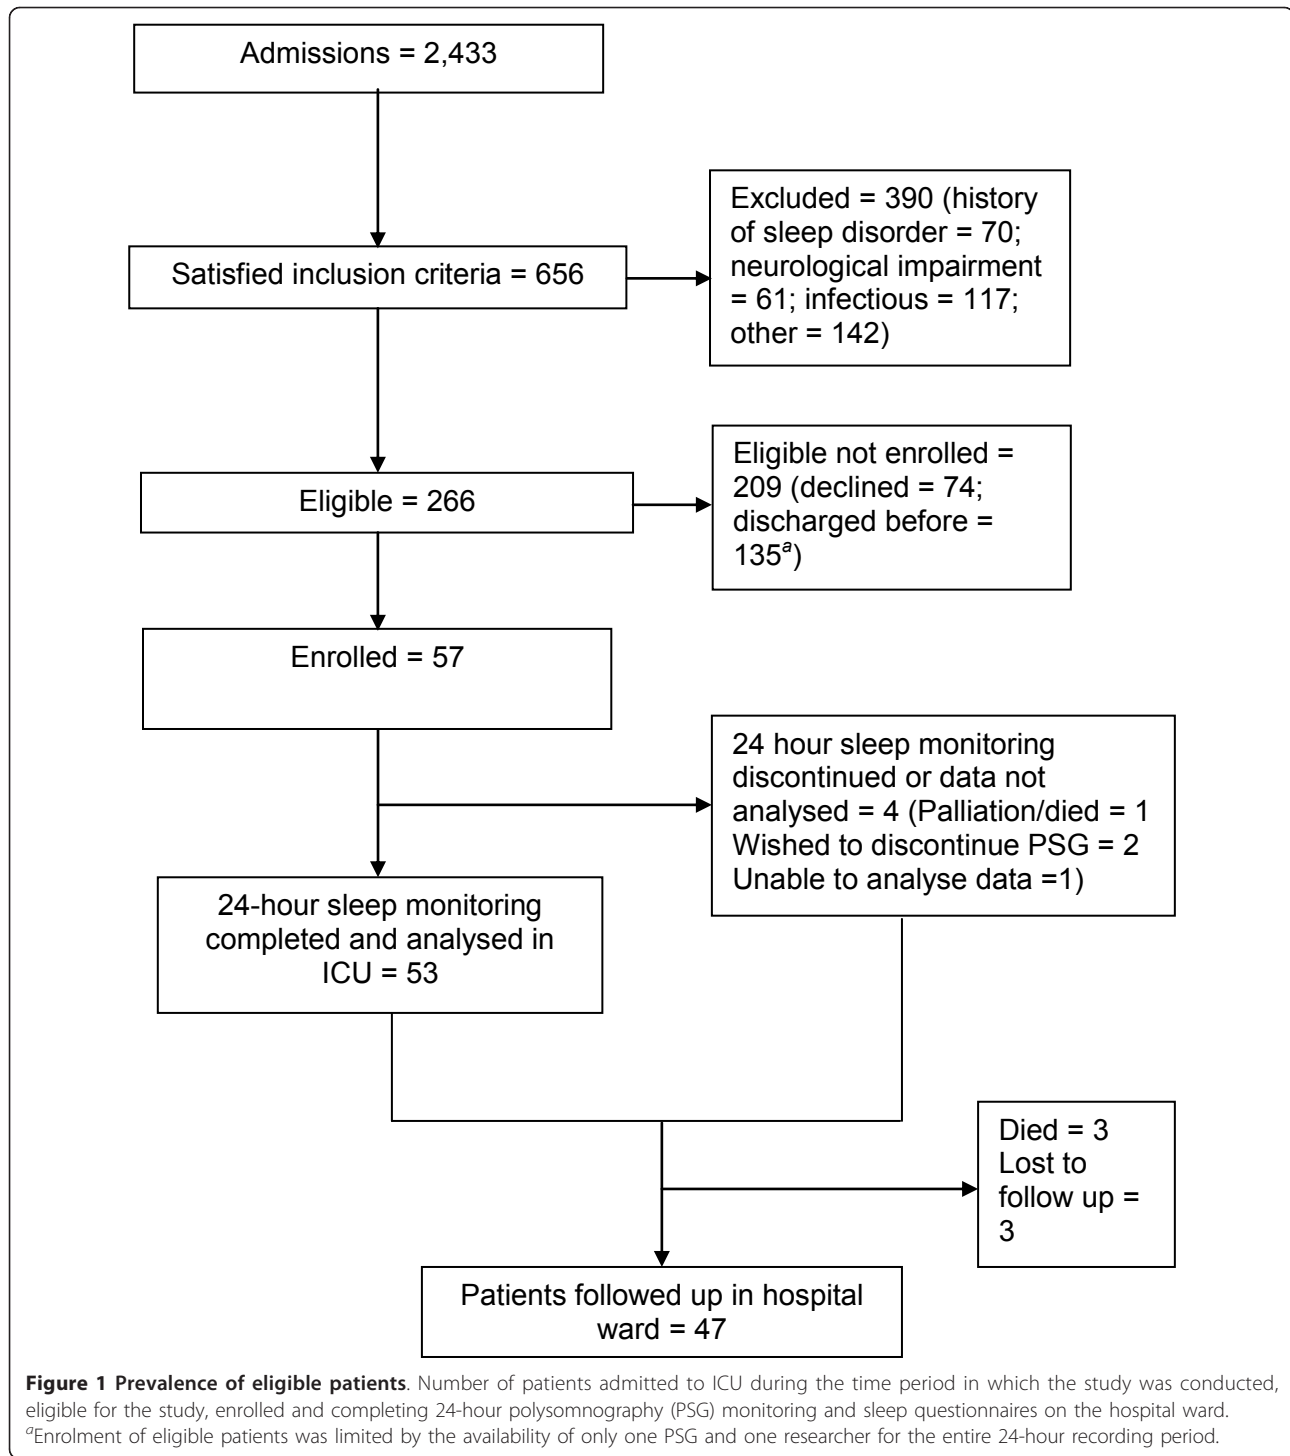 Admissions = 2,433
Excluded = 390 (history
of sleep disorder = 70;
neurological impairment
= 61; infectious = 117;
other = 142)
Satisfied inclusion criteria = 656
Eligible not enrolled =
209 (declined = 74;
discharged before =
135a)
Eligible = 266
Enrolled = 57
24 hour sleep monitoring
discontinued or data not
analysed = 4 (Palliation/died = 1
Wished to discontinue PSG = 2
Unable to analyse data =1)
24-hour sleep monitoring
completed and analysed in
ICU = 53
Died = 3
Lost to
follow up =
3
Patients followed up in hospital
ward = 47
Figure 1 Prevalence of eligible patients. Number of patients admitted to ICU during the time period in which the study was conducted,
eligible for the study, enrolled and completing 24-hour polysomnography (PSG) monitoring and sleep questionnaires on the hospital ward.
aEnrolment of eligible patients was limited by the availability of only one PSG and one researcher for the entire 24-hour recording period.